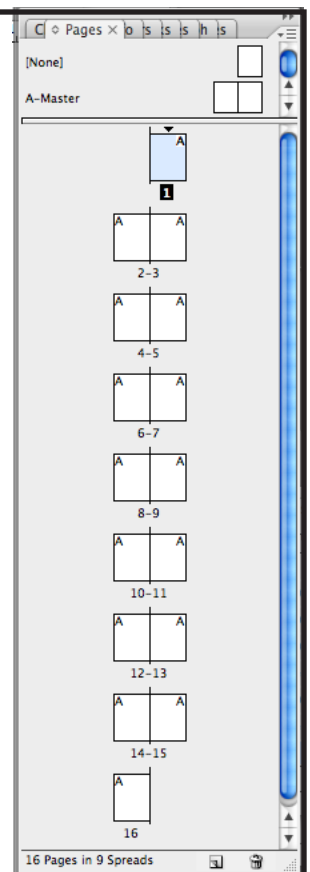 Pages
[None]
A-Master
A
1
A A
2-3
A A
4-5
A A
6-7
A A
8-9
A A
10-11
A A
12-13
A A
14-15
A
16
16 Pages in 9 Spreads